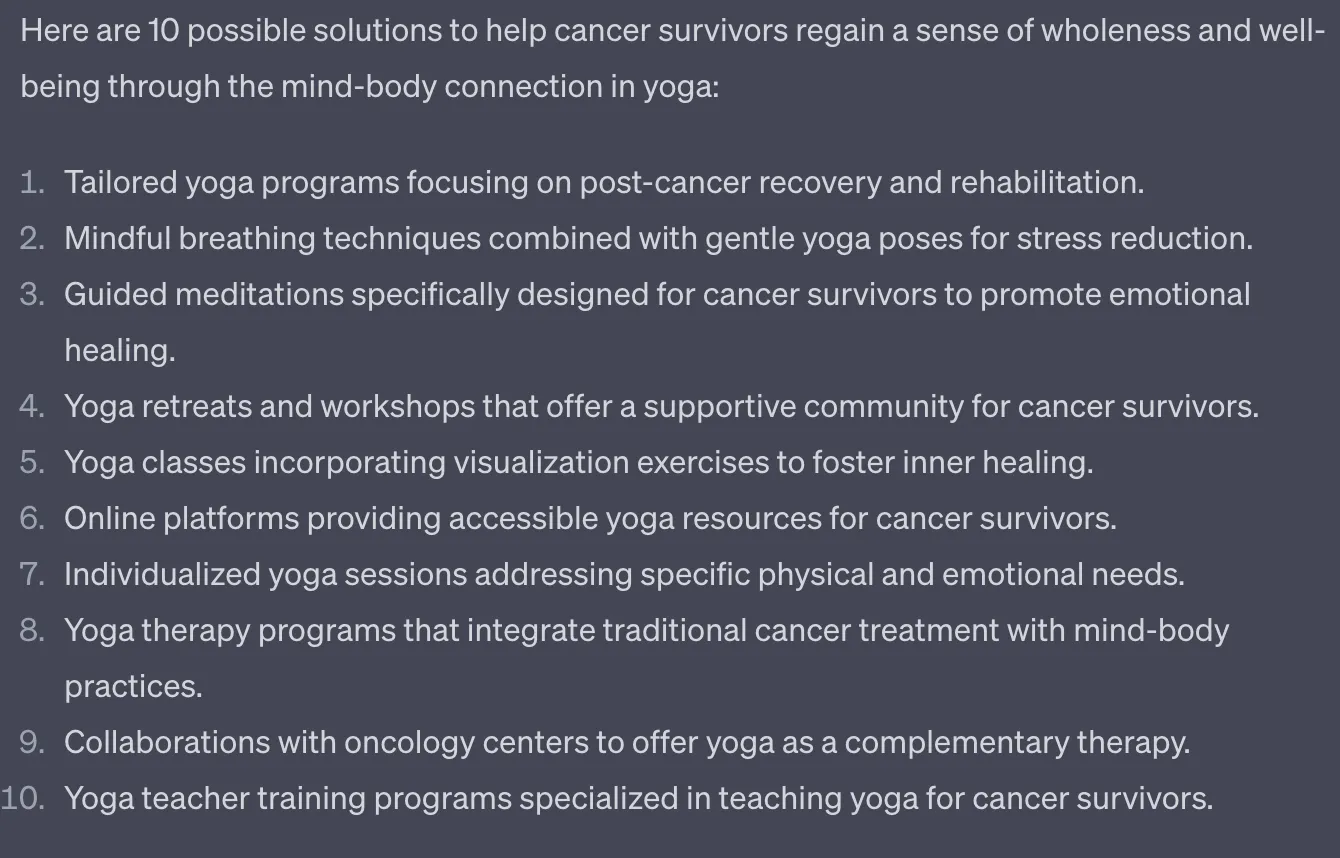 Here are 10 possible solutions to help cancer survivors regain a sense of wholeness and well-
being through the mind-body connection in yoga:
1. Tailored yoga programs focusing on post-cancer recovery and rehabilitation.
2. Mindful breathing techniques combined with gentle yoga poses for stress reduction.
3. Guided meditations specifically designed for cancer survivors to promote emotional
healing.
4. Yoga retreats and workshops that offer a supportive community for cancer survivors.
5. Yoga classes incorporating visualization exercises to foster inner healing.
6. Online platforms providing accessible yoga resources for cancer survivors.
7. Individualized yoga sessions addressing specific physical and emotional needs.
8. Yoga therapy programs that integrate traditional cancer treatment with mind-body
practices.
9. Collaborations with oncology centers to offer yoga as a complementary therapy.
10. Yoga teacher training programs specialized in teaching yoga for cancer survivors.